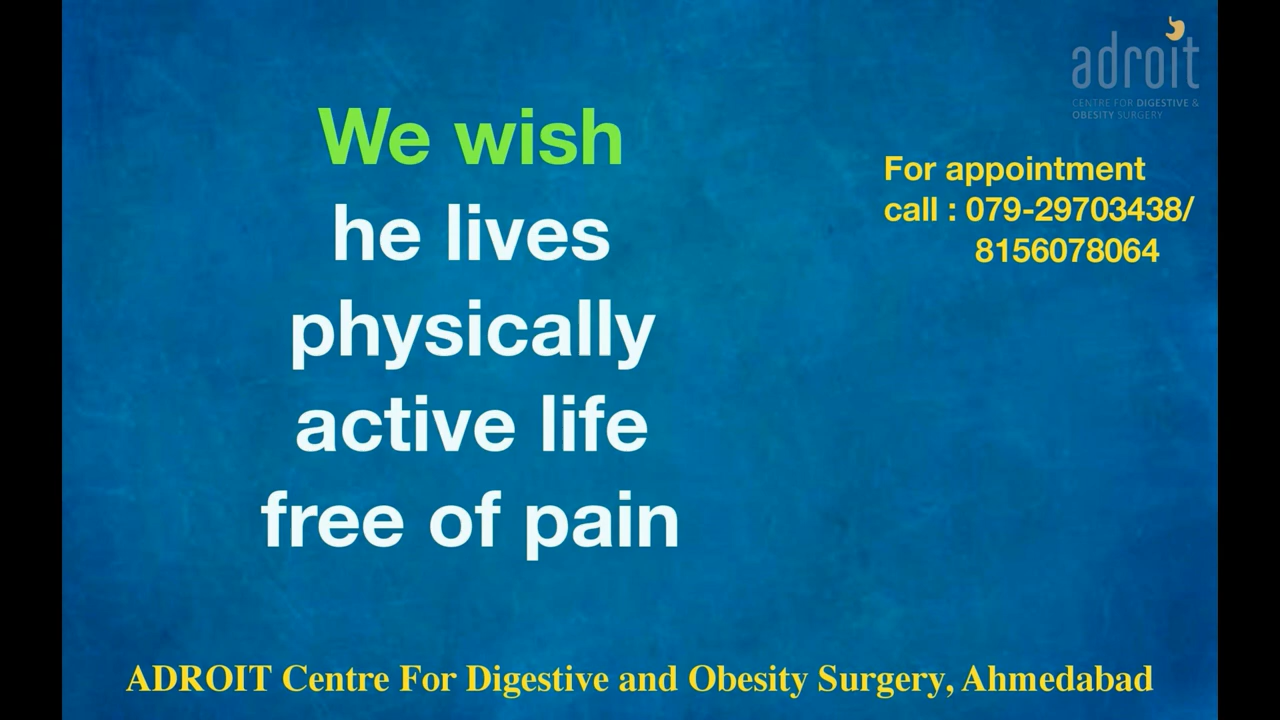 adroit
CENTRE FOR DIGESTIVE &
OBESITY SURGERY
We wish
he lives
physically
active life
free of pain
For appointment
call : 079-29703438/
8156078064
ADROIT Centre For Digestive and Obesity Surgery, Ahmedabad